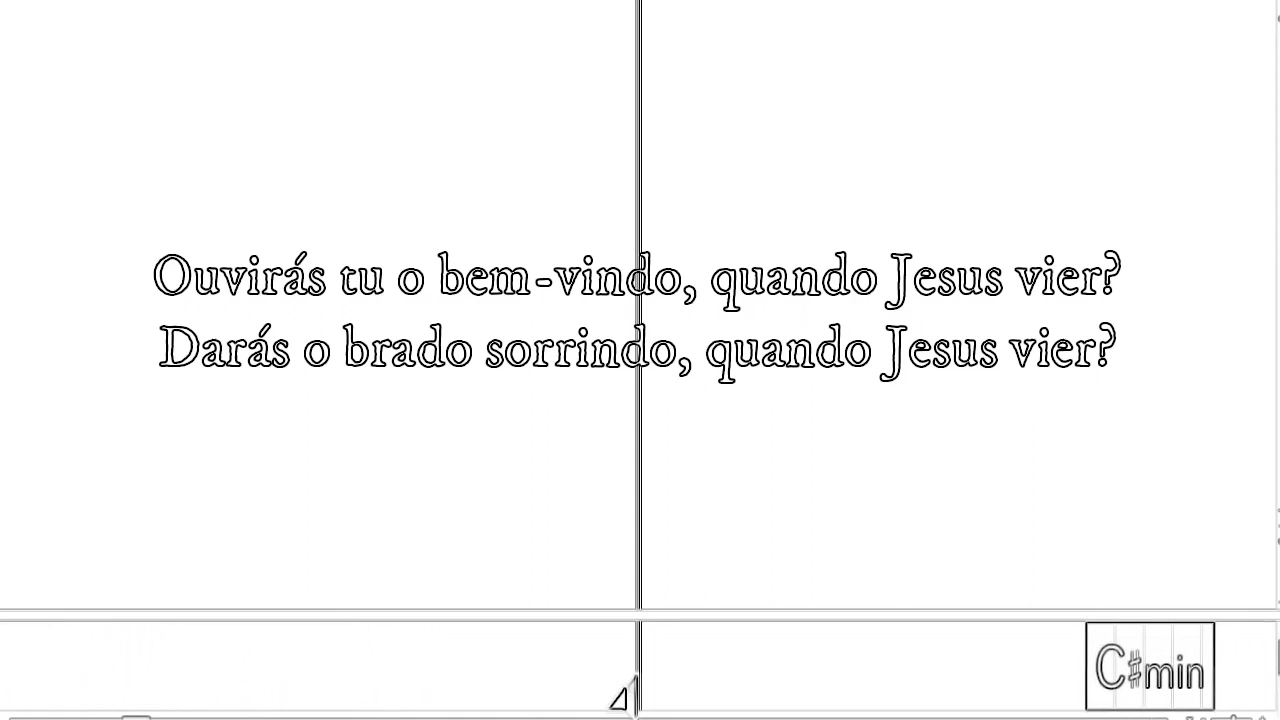 Ouvirás tu o bem-vindo, quando Jesus vier?
Darás o brado sorrindo, quando Jesus vier?
C♯min